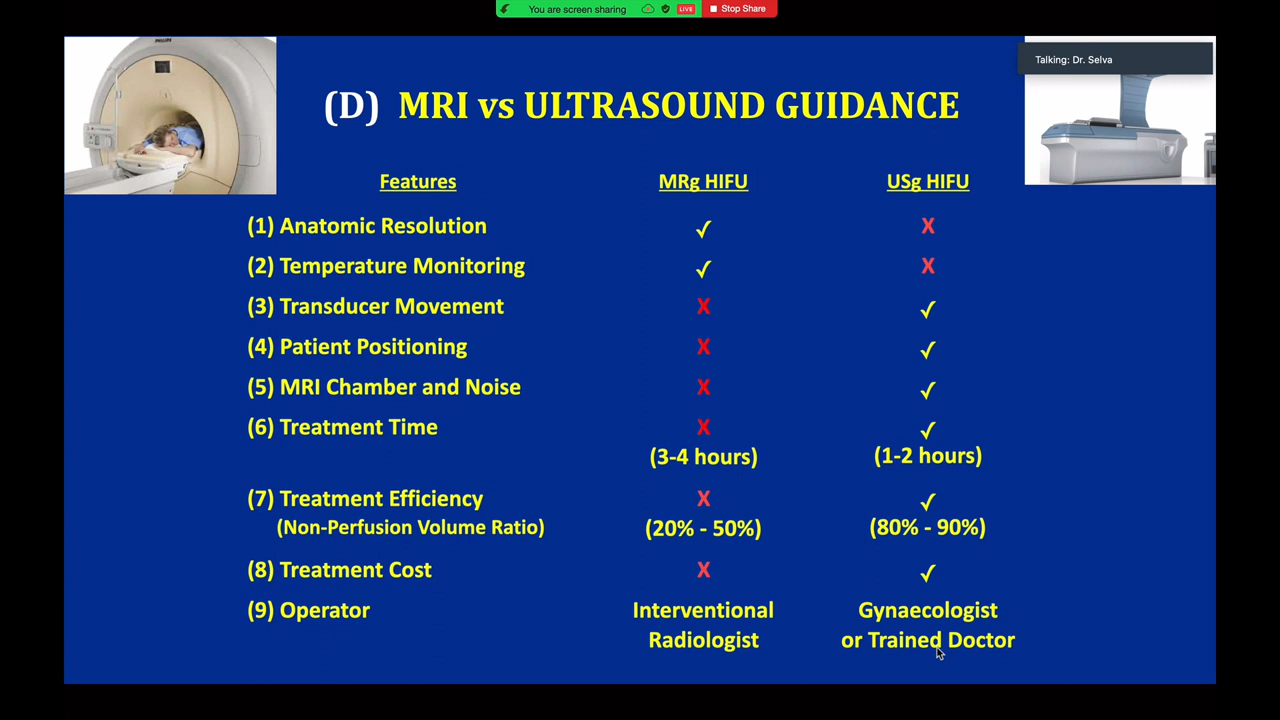 You are screen sharing LIVE Stop Share
PHILIPS
Talking: Dr. Selva
(D) MRI vs ULTRASOUND GUIDANCE
Features MRg HIFU USg HIFU
(1) Anatomic Resolution √ X
(2) Temperature Monitoring √ X
(3) Transducer Movement X √
(4) Patient Positioning X √
(5) MRI Chamber and Noise X √
(6) Treatment Time X √
(3-4 hours) (1-2 hours)
(7) Treatment Efficiency X √
(Non-Perfusion Volume Ratio) (20% - 50%) (80% - 90%)
(8) Treatment Cost X √
(9) Operator Interventional Gynaecologist
Radiologist or Trained Doctor